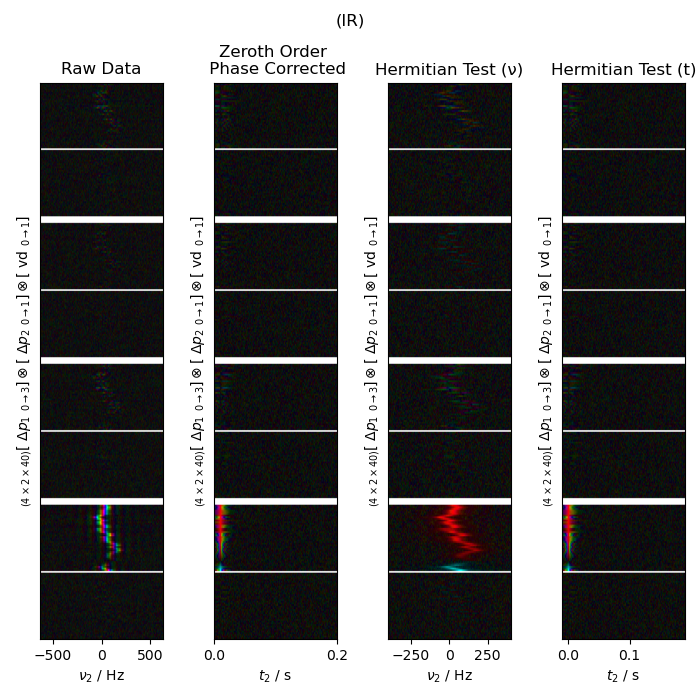 (IR)
Raw Data
Zeroth Order
Phase Corrected
Hermitian Test (ν)
Hermitian Test (t)
(4 × 2 × 40)[ Δp₁ ₀→₃] ⊗ [ Δp₂ ₀→₁] ⊗ [ vd ₀→₁]
(4 × 2 × 40)[ Δp₁ ₀→₃] ⊗ [ Δp₂ ₀→₁] ⊗ [ vd ₀→₁]
(4 × 2 × 40)[ Δp₁ ₀→₃] ⊗ [ Δp₂ ₀→₁] ⊗ [ vd ₀→₁]
(4 × 2 × 40)[ Δp₁ ₀→₃] ⊗ [ Δp₂ ₀→₁] ⊗ [ vd ₀→₁]
−500 0 500
0.0 0.2
−250 0 250
0.0 0.1
ν₂ / Hz
t₂ / s
ν₂ / Hz
t₂ / s